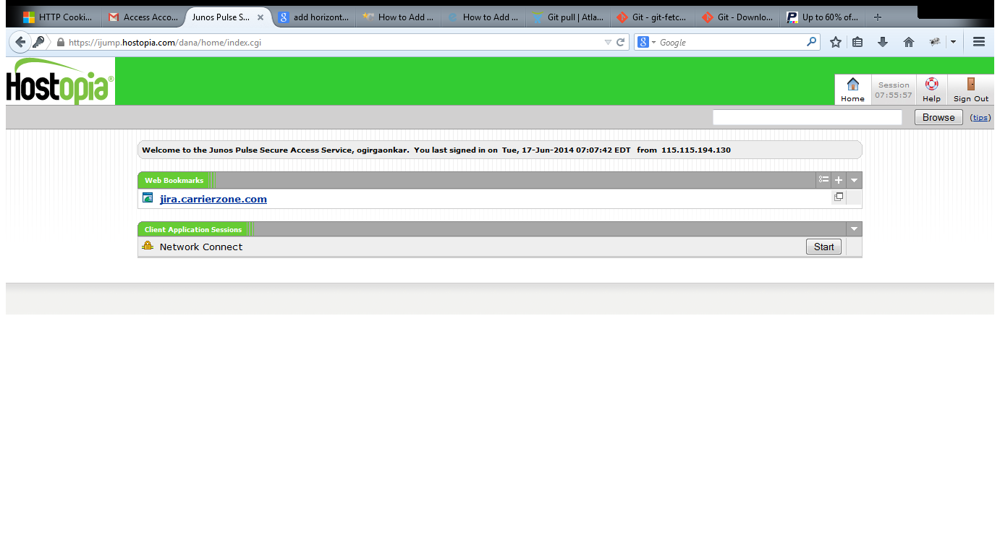 HTTP Cooki...
Access Acco...
Junos Pulse S...
add horizont...
How to Add ...
How to Add ...
Git pull | Atla...
Git - git-fetc...
Git - Downlo...
Up to 60% of...
https://ijump.hostopia.com/dana/home/index.cgi
Google
Hostopia®
Home
Session
07:55:57
Help
Sign Out
Browse
(tips)
Welcome to the Junos Pulse Secure Access Service, ogirgaonkar. You last signed in on Tue, 17-Jun-2014 07:07:42 EDT from 115.115.194.130
Web Bookmarks
jira.carrierzone.com
Client Application Sessions
Network Connect
Start